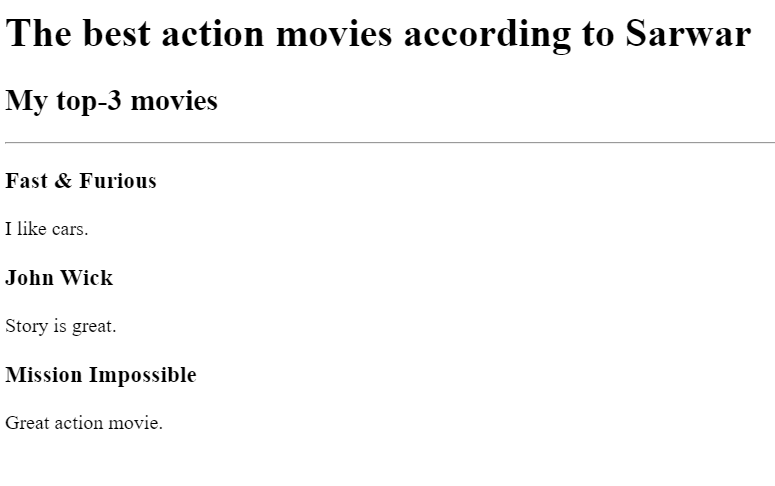 The best action movies according to Sarwar
My top-3 movies
Fast & Furious
I like cars.
John Wick
Story is great.
Mission Impossible
Great action movie.